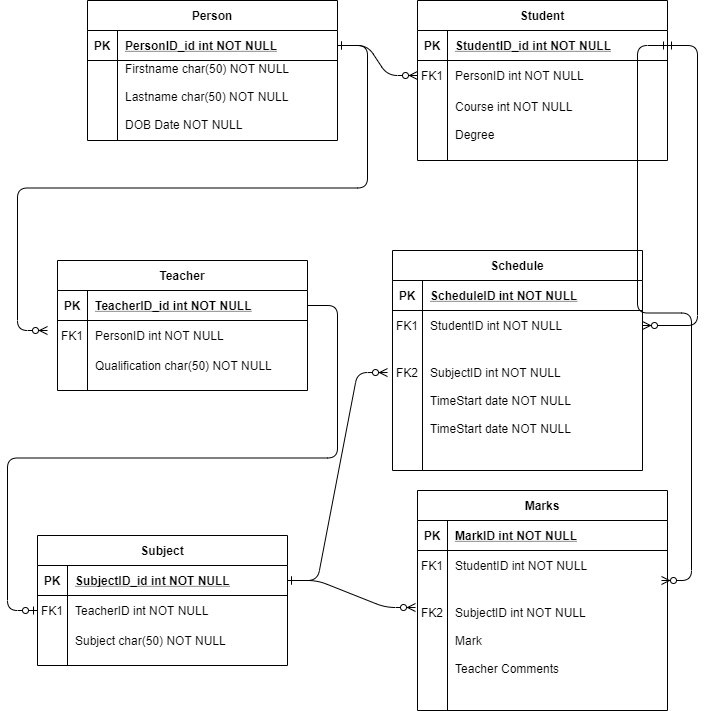 Person
PK PersonID_id int NOT NULL
Firstname char(50) NOT NULL
Lastname char(50) NOT NULL
DOB Date NOT NULL
Student
PK StudentID_id int NOT NULL
FK1 PersonID int NOT NULL
Course int NOT NULL
Degree
Teacher
PK TeacherID_id int NOT NULL
FK1 PersonID int NOT NULL
Qualification char(50) NOT NULL
Schedule
PK ScheduleID int NOT NULL
FK1 StudentID int NOT NULL
FK2 SubjectID int NOT NULL
TimeStart date NOT NULL
TimeStart date NOT NULL
Subject
PK SubjectID_id int NOT NULL
FK1 TeacherID int NOT NULL
Subject char(50) NOT NULL
Marks
PK MarkID int NOT NULL
FK1 StudentID int NOT NULL
FK2 SubjectID int NOT NULL
Mark
Teacher Comments